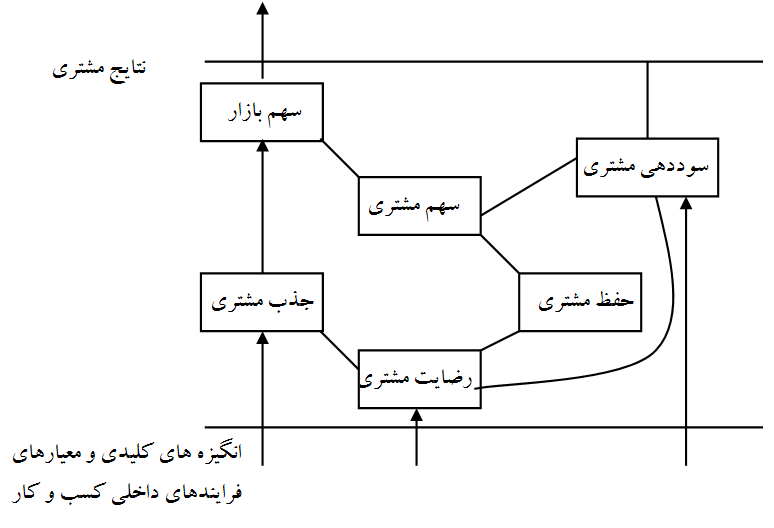 نتایج مشتری
سهم بازار
سوددهی مشتری
سهم مشتری
حفظ مشتری
جذب مشتری
رضایت مشتری
انگیزه های کلیدی و معیارهای
فرایندهای داخلی کسب و کار